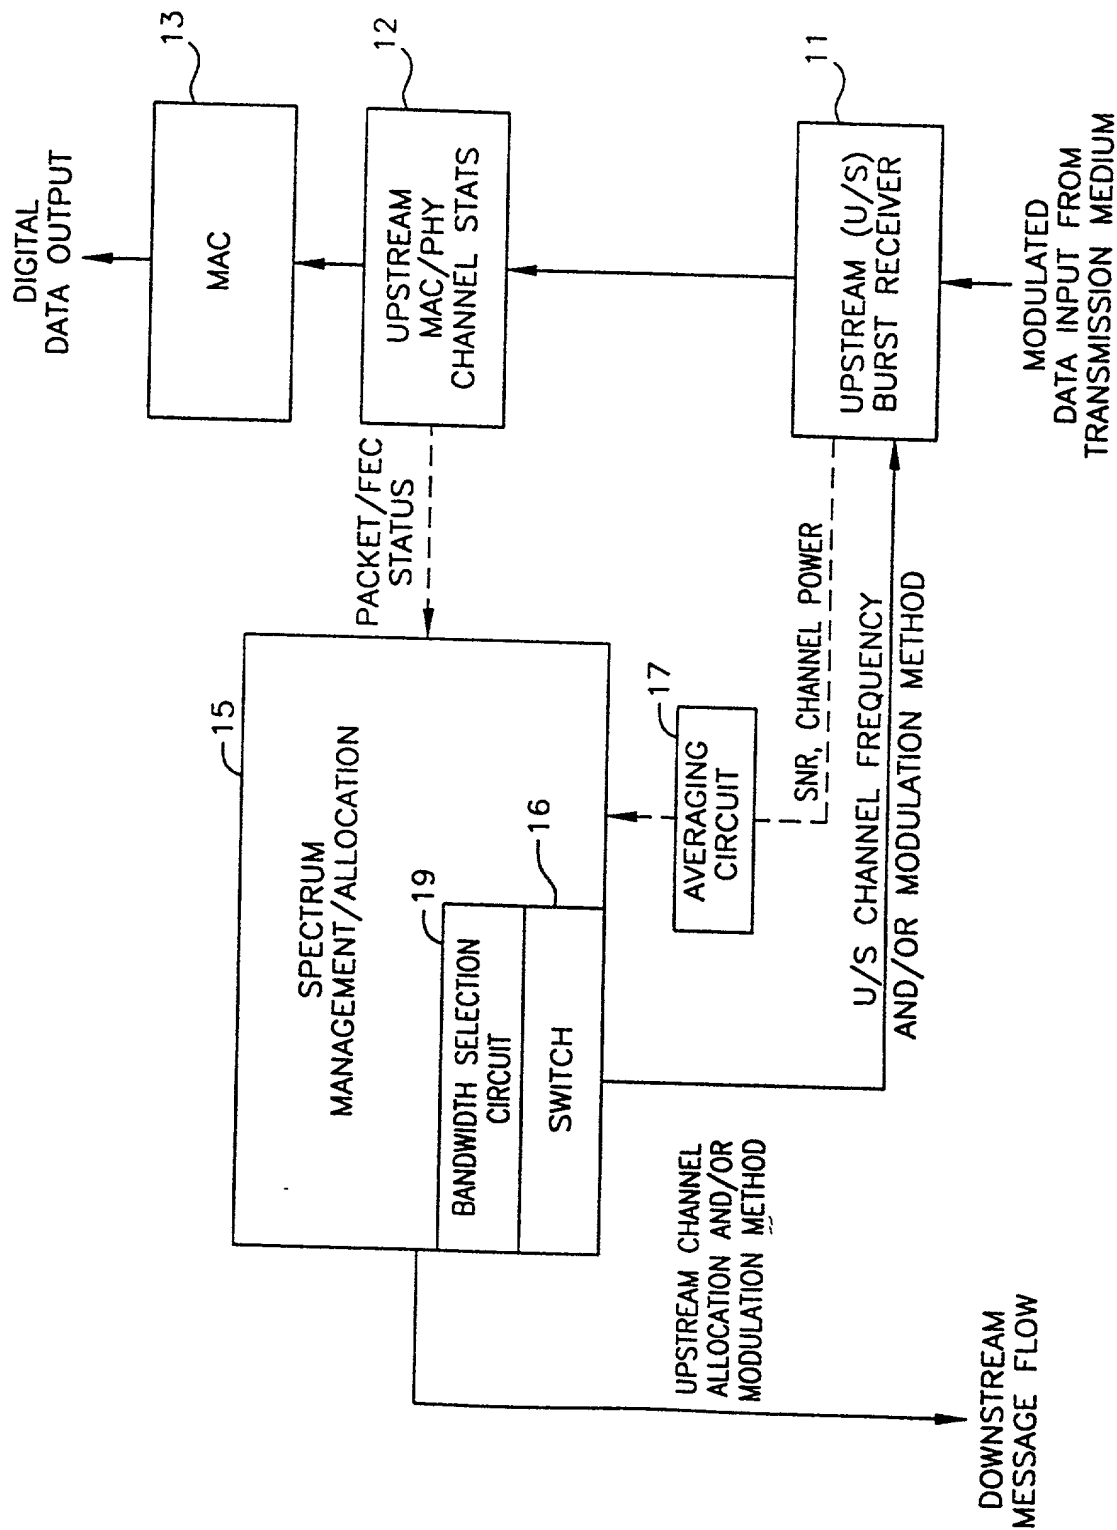 DIGITAL
DATA OUTPUT
13
MAC
12
UPSTREAM
MAC/PHY
CHANNEL STATS
11
UPSTREAM (U/S)
BURST RECEIVER
MODULATED
DATA INPUT FROM
TRANSMISSION MEDIUM
PACKET/FEC
STATUS
15
SPECTRUM
MANAGEMENT/ALLOCATION
19
BANDWIDTH SELECTION
CIRCUIT
16
SWITCH
17
AVERAGING
CIRCUIT
SNR, CHANNEL POWER
U/S CHANNEL FREQUENCY
AND/OR MODULATION METHOD
UPSTREAM CHANNEL
ALLOCATION AND/OR
MODULATION METHOD
DOWNSTREAM
MESSAGE FLOW